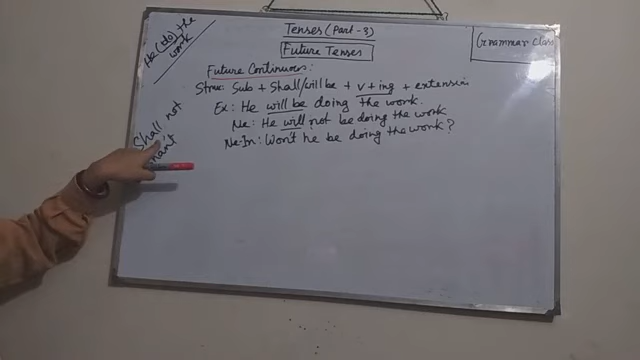 Tenses (Part-3)
Future Tenses
Grammar Class
He (do) the
work
Future Continuous:
Struc: Sub + Shall/will be + v+ing + extensio
Ex: He will be doing the work.
Ne: He will not be doing the work
Ne-In: Won't he be doing the work?
Shall not